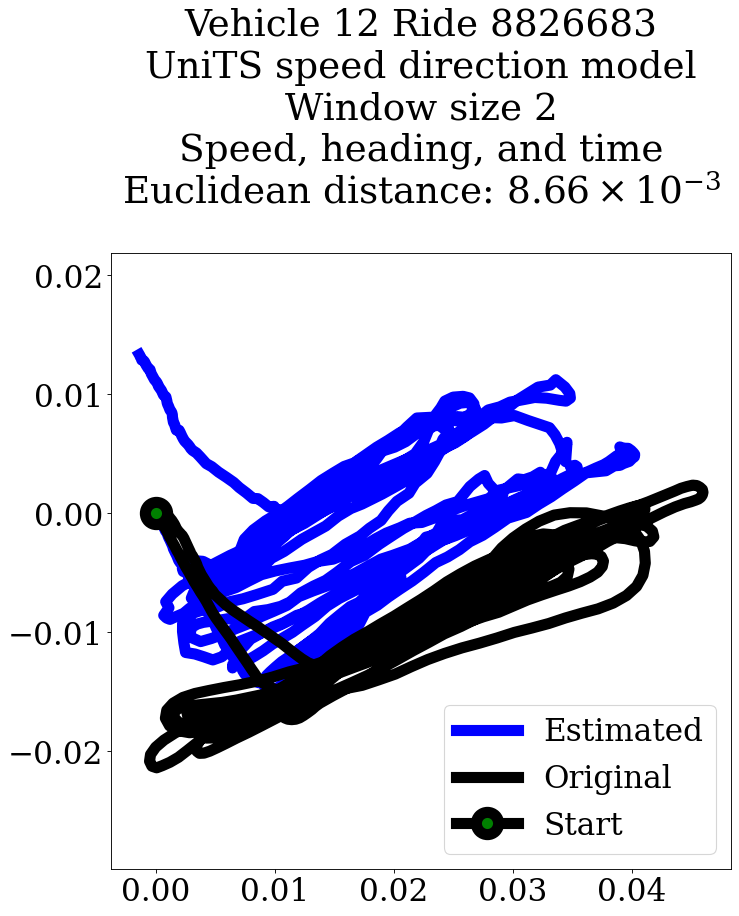 Vehicle 12 Ride 8826683
UniTS speed direction model
Window size 2
Speed, heading, and time
Euclidean distance: 8.66 × 10⁻³
0.02
0.01
0.00
−0.01
−0.02
Estimated
Original
Start
0.00 0.01 0.02 0.03 0.04